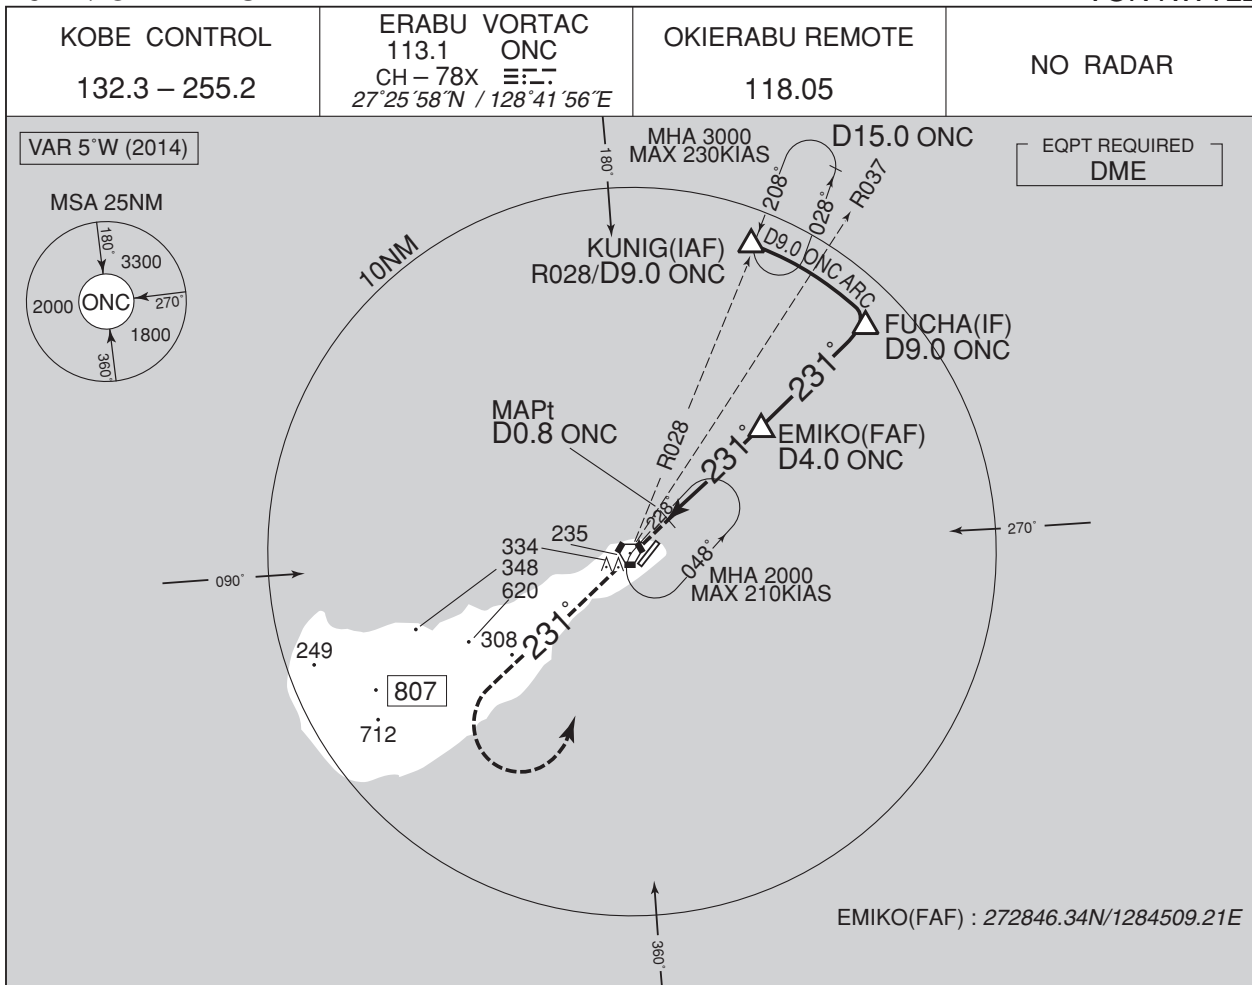 KOBE CONTROL
132.3 – 255.2
ERABU VORTAC
113.1 ONC
CH – 78X
27°25´58˝N / 128°41´56˝E
OKIERABU REMOTE
118.05
NO RADAR
VAR 5°W (2014)
MSA 25NM
180°
3300
2000
ONC
270°
1800
360°
EQPT REQUIRED
DME
MHA 3000
MAX 230KIAS
D15.0 ONC
180°
208°
028°
R037
10NM
KUNIG(IAF)
R028/D9.0 ONC
D9.0 ONC ARC
FUCHA(IF)
D9.0 ONC
231°
MAPt
D0.8 ONC
R028
231°
EMIKO(FAF)
D4.0 ONC
228°
048°
MHA 2000
MAX 210KIAS
270°
090°
235
334
348
620
308
231°
249
807
712
360°
EMIKO(FAF) : 272846.34N/1284509.21E